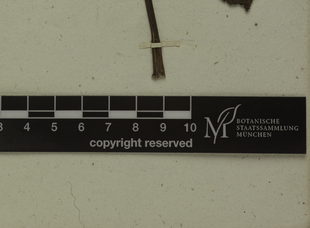 3 4 5 6 7 8 9 10
copyright reserved
M
BOTANISCHE
STAATSSAMMLUNG
MÜNCHEN